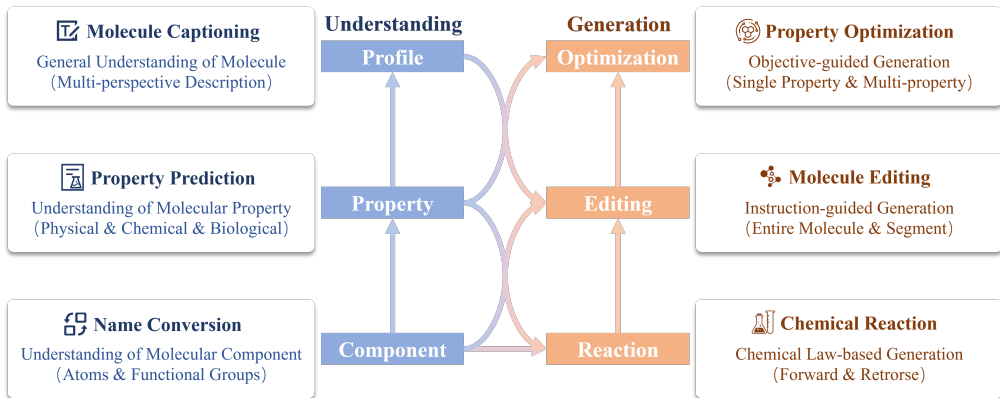 Molecule Captioning
General Understanding of Molecule
(Multi-perspective Description)
Property Prediction
Understanding of Molecular Property
(Physical & Chemical & Biological)
Name Conversion
Understanding of Molecular Component
(Atoms & Functional Groups)
Understanding
Profile
Property
Component
Generation
Optimization
Editing
Reaction
Property Optimization
Objective-guided Generation
(Single Property & Multi-property)
Molecule Editing
Instruction-guided Generation
(Entire Molecule & Segment)
Chemical Reaction
Chemical Law-based Generation
(Forward & Retrorse)